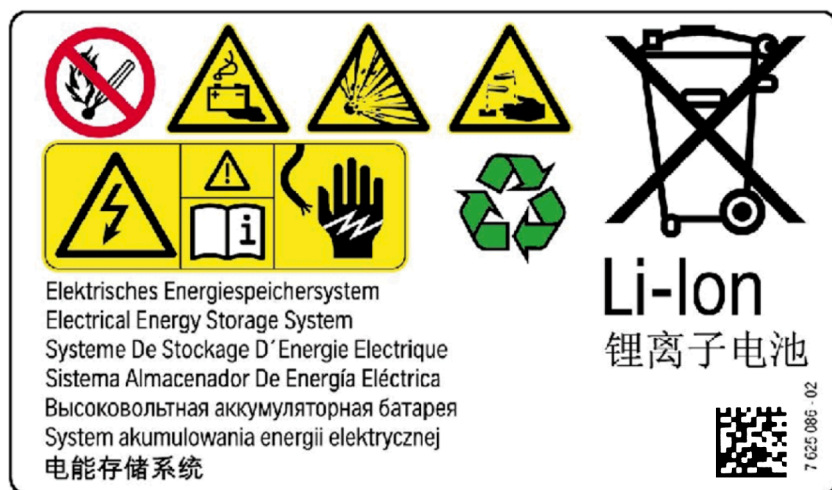 Elektrisches Energiespeichersystem
Electrical Energy Storage System
Systeme De Stockage D´Energie Electrique
Sistema Almacenador De Energía Eléctrica
Высоковольтная аккумуляторная батарея
System akumulowania energii elektrycznej
电能存储系统
Li-Ion
锂离子电池
7 625 086 - 02